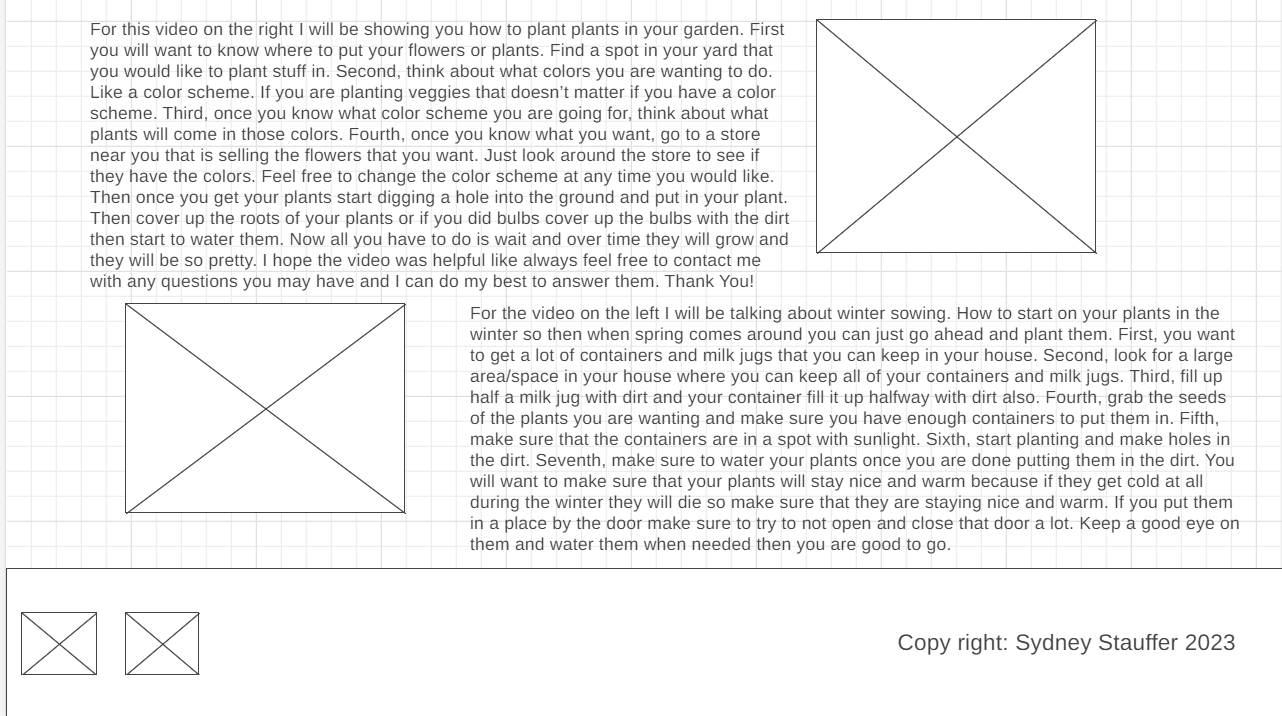 For this video on the right I will be showing you how to plant plants in your garden. First
you will want to know where to put your flowers or plants. Find a spot in your yard that
you would like to plant stuff in. Second, think about what colors you are wanting to do.
Like a color scheme. If you are planting veggies that doesn’t matter if you have a color
scheme. Third, once you know what color scheme you are going for, think about what
plants will come in those colors. Fourth, once you know what you want, go to a store
near you that is selling the flowers that you want. Just look around the store to see if
they have the colors. Feel free to change the color scheme at any time you would like.
Then once you get your plants start digging a hole into the ground and put in your plant.
Then cover up the roots of your plants or if you did bulbs cover up the bulbs with the dirt
then start to water them. Now all you have to do is wait and over time they will grow and
they will be so pretty. I hope the video was helpful like always feel free to contact me
with any questions you may have and I can do my best to answer them. Thank You!
For the video on the left I will be talking about winter sowing. How to start on your plants in the
winter so then when spring comes around you can just go ahead and plant them. First, you want
to get a lot of containers and milk jugs that you can keep in your house. Second, look for a large
area/space in your house where you can keep all of your containers and milk jugs. Third, fill up
half a milk jug with dirt and your container fill it up halfway with dirt also. Fourth, grab the seeds
of the plants you are wanting and make sure you have enough containers to put them in. Fifth,
make sure that the containers are in a spot with sunlight. Sixth, start planting and make holes in
the dirt. Seventh, make sure to water your plants once you are done putting them in the dirt. You
will want to make sure that your plants will stay nice and warm because if they get cold at all
during the winter they will die so make sure that they are staying nice and warm. If you put them
in a place by the door make sure to try to not open and close that door a lot. Keep a good eye on
them and water them when needed then you are good to go.
Copy right: Sydney Stauffer 2023